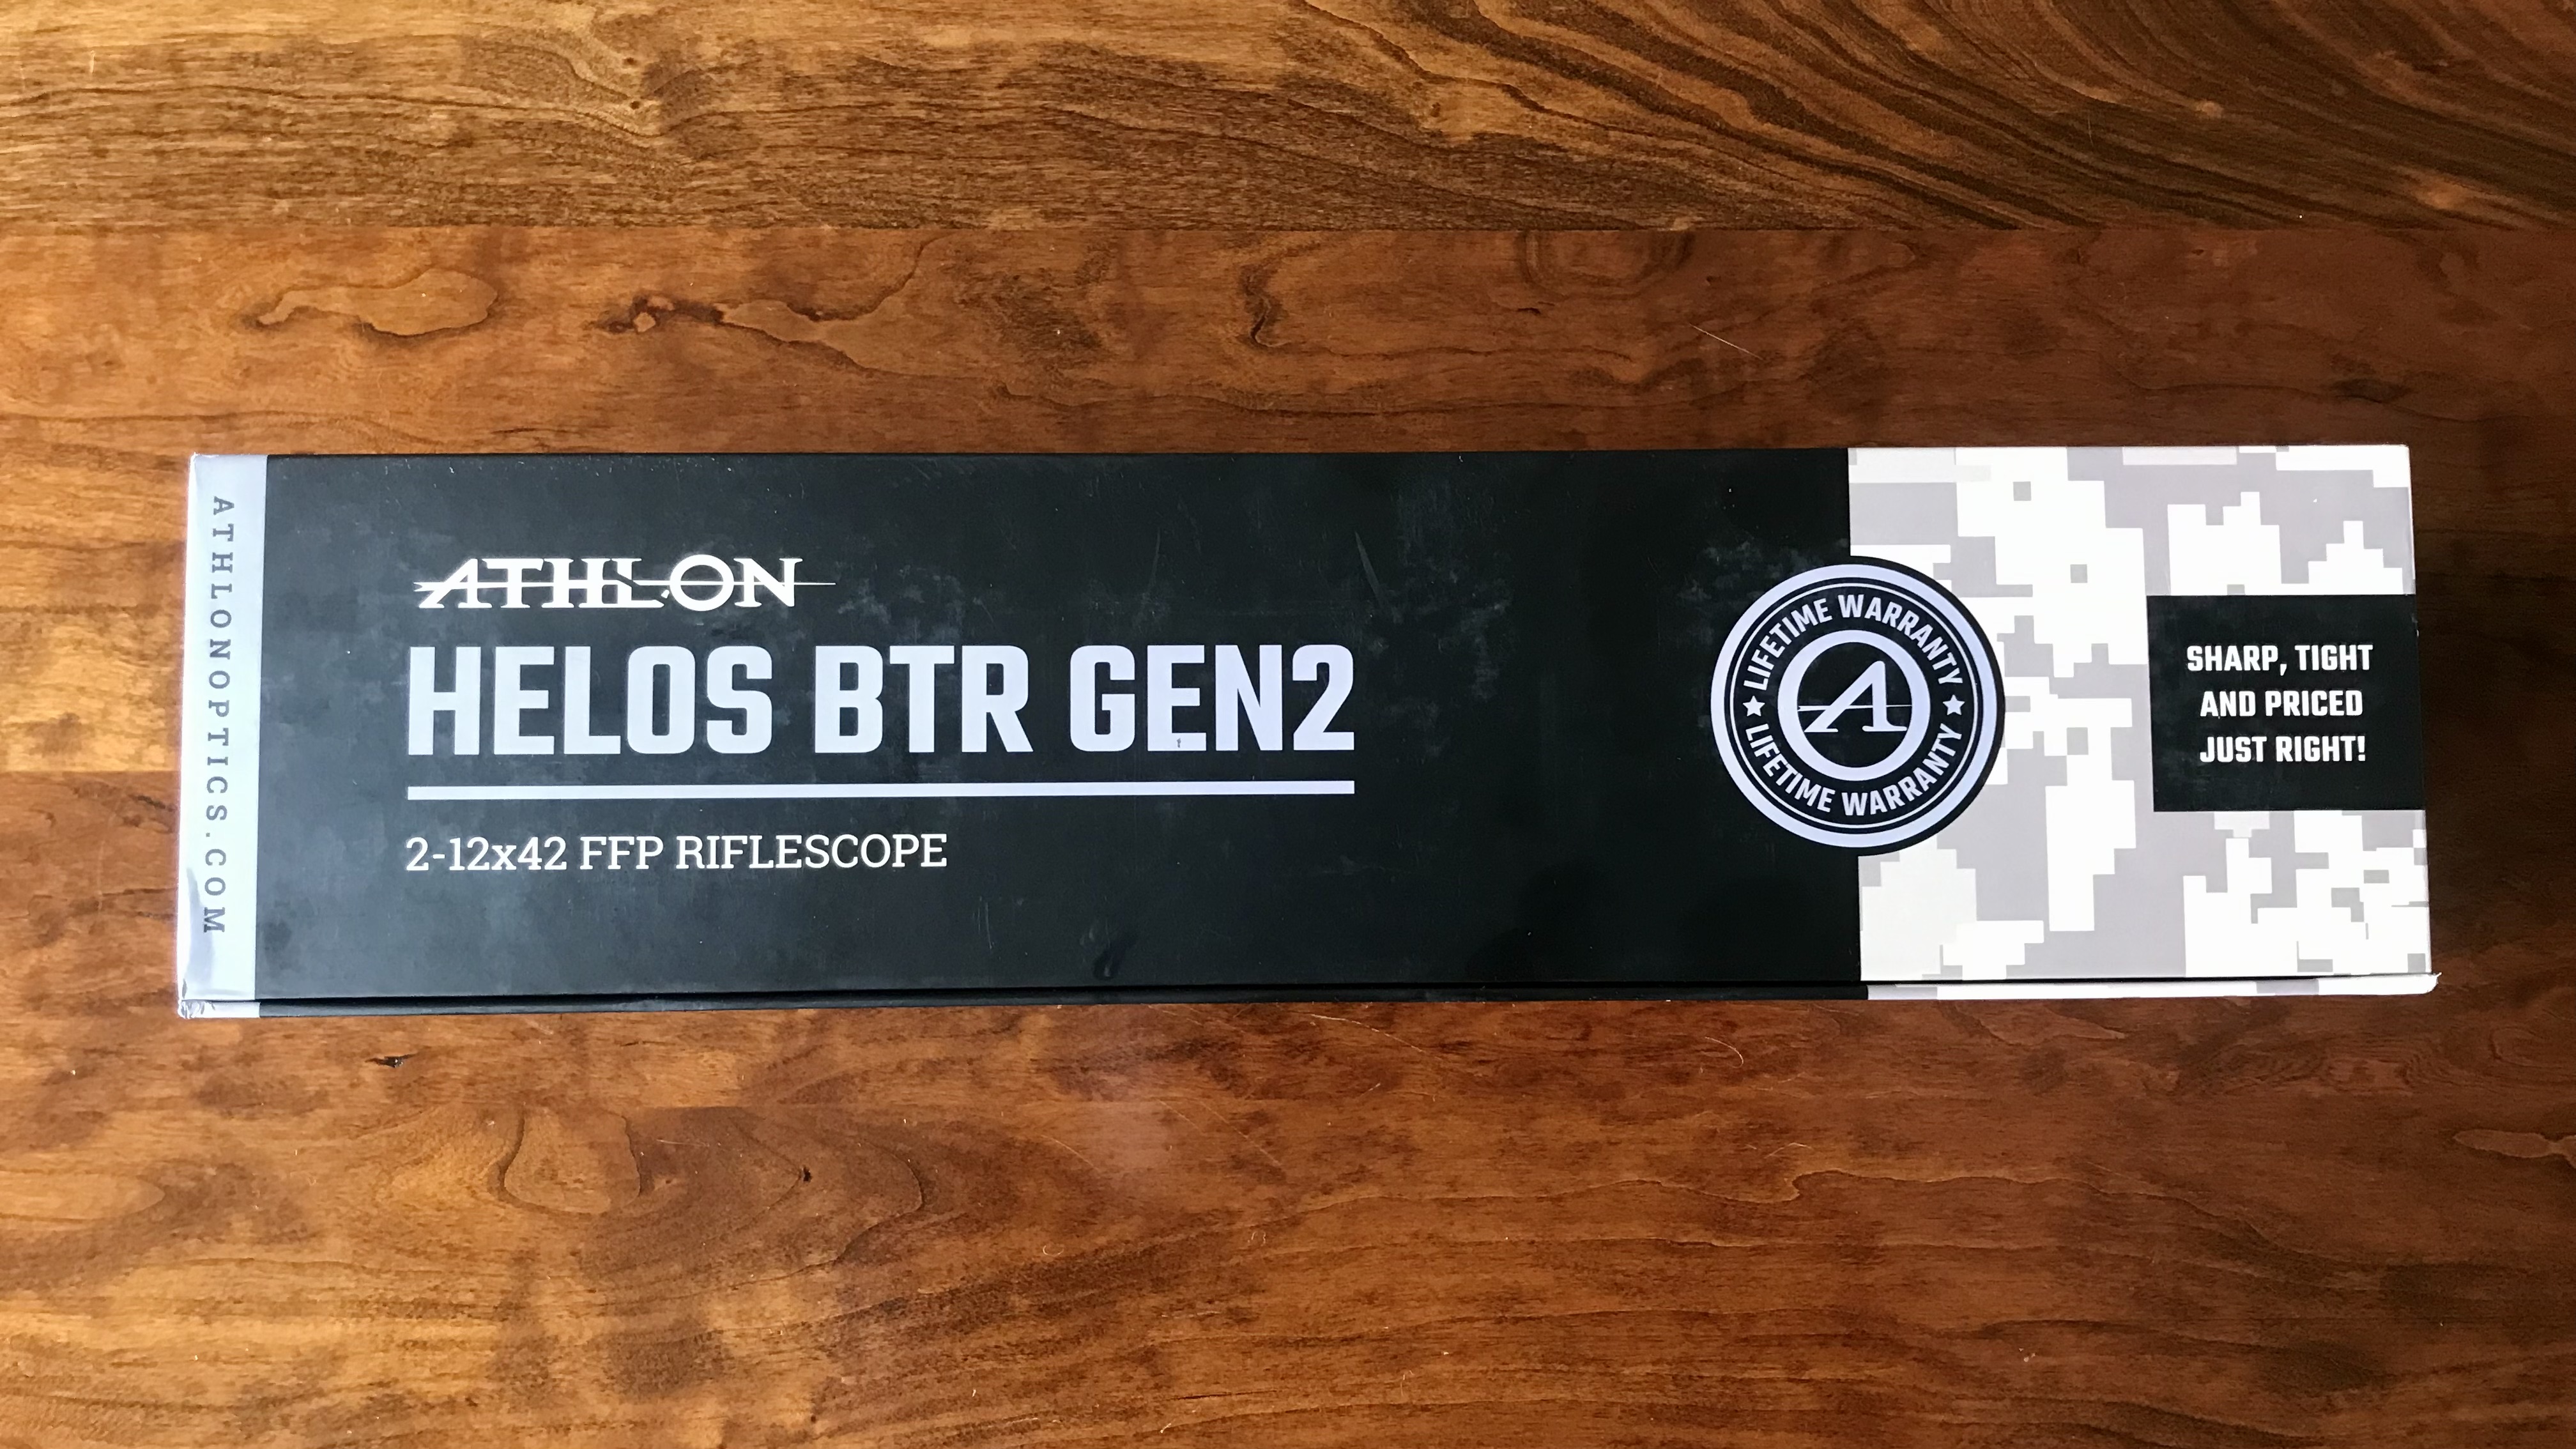 ATHLONOPTICS.COM
ATHLON
HELOS BTR GEN2
2-12x42 FFP RIFLESCOPE
LIFETIME WARRANTY
A
LIFETIME WARRANTY
SHARP, TIGHT
AND PRICED
JUST RIGHT!